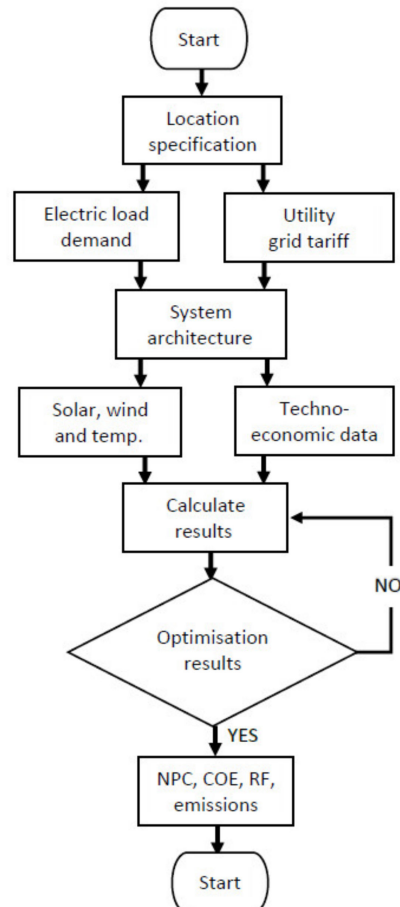 Start
Location
specification
Electric load
demand
Utility
grid tariff
System
architecture
Solar, wind
and temp.
Techno-
economic data
Calculate
results
NO
Optimisation
results
YES
NPC, COE, RF,
emissions
Start